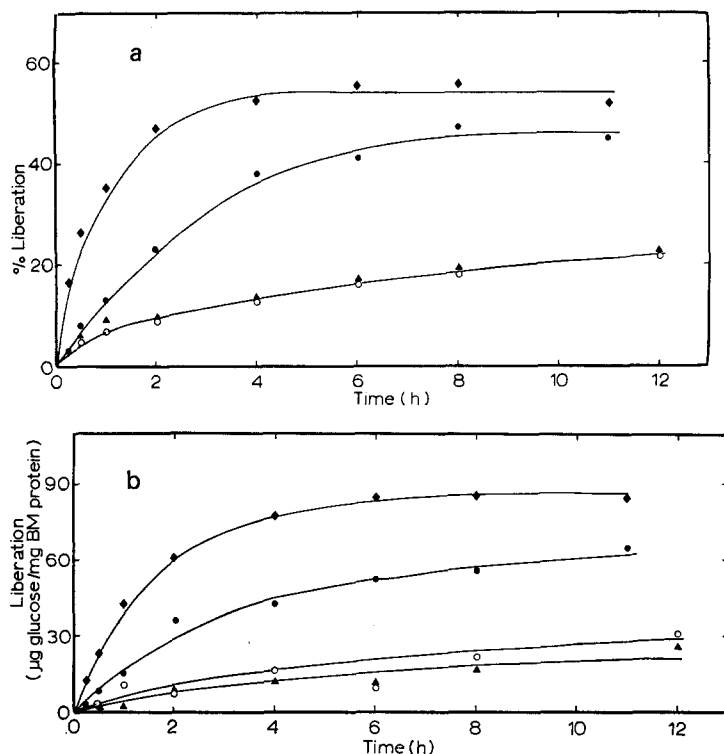 a
60
40
20
0
% Liberation
0 2 4 6 8 10 12
Time (h)
b
90
60
30
0
Liberation
(µg glucose/mg BM protein)
.0 2 4 6 8 10 12
Time (h)